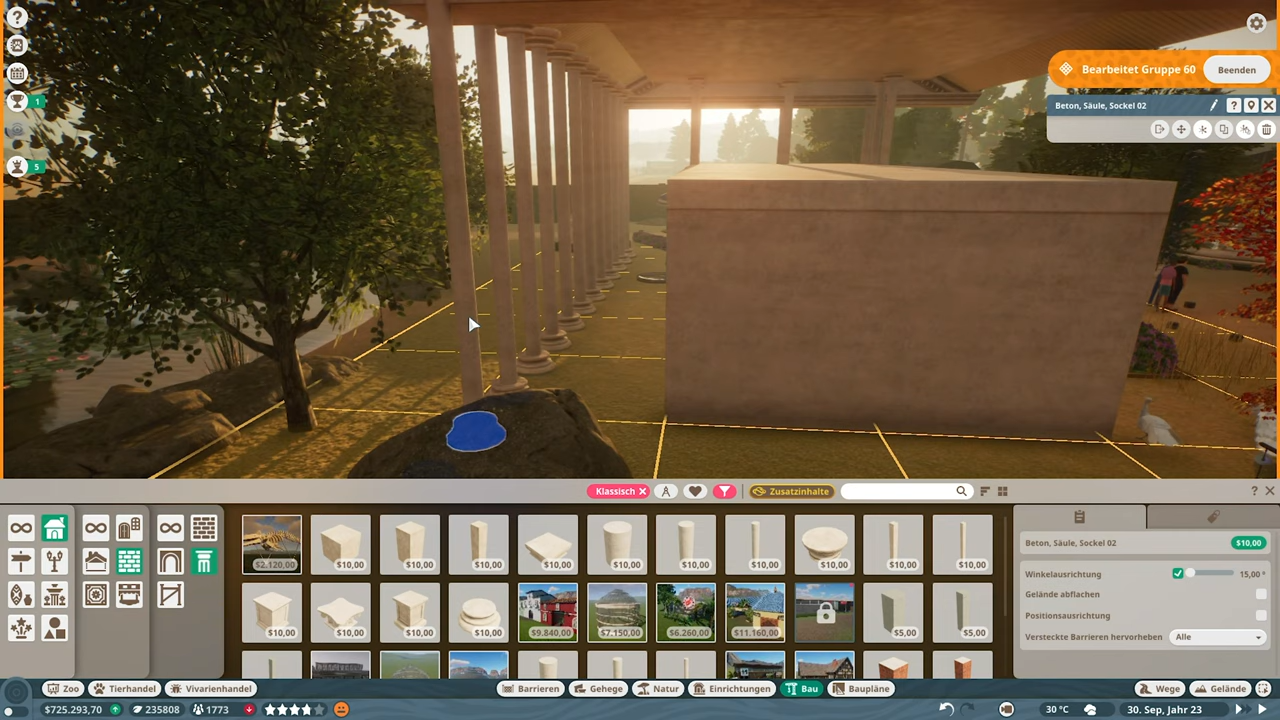 Bearbeitet Gruppe 60
Beenden
Beton, Säule, Sockel 02
1
5
Klassisch
Zusatzinhalte
$2.120,00
$10,00
$10,00
$10,00
$10,00
$10,00
$10,00
$10,00
$10,00
$10,00
$10,00
$10,00
$10,00
$10,00
$10,00
$9.840,00
$7.150,00
$6.260,00
$11.160,00
$5,00
$5,00
Beton, Säule, Sockel 02
$10,00
Winkelausrichtung
15,00 °
Gelände abflachen
Positionsausrichtung
Versteckte Barrieren hervorheben
Alle
Zoo
Tierhandel
Vivarienhandel
Barrieren
Gehege
Natur
Einrichtungen
Bau
Baupläne
Wege
Gelände
$725.293,70
235808
1773
30 °C
30. Sep, Jahr 23